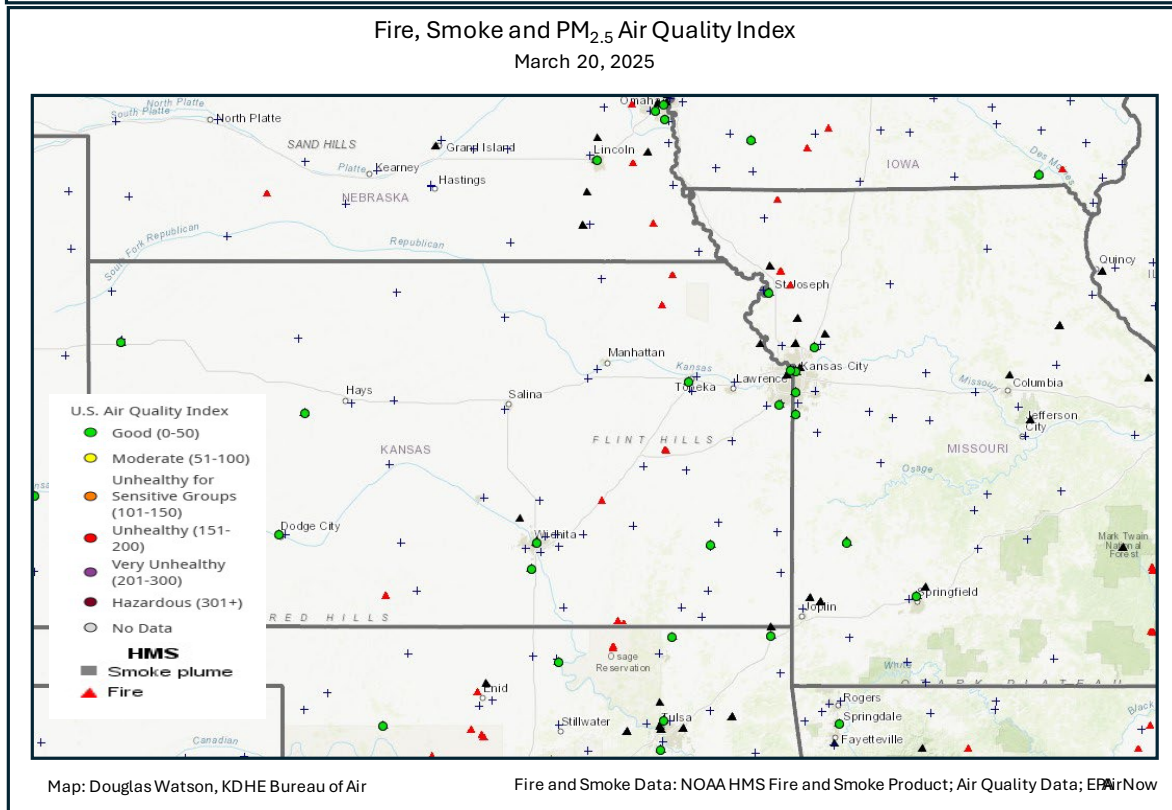 Fire, Smoke and PM2.5 Air Quality Index
March 20, 2025
North Platte
South Platte
North Platte
Omaha
SAND HILLS
Grand Island
Lincoln
IOWA
Des Moines
Platte
Kearney
Hastings
NEBRASKA
South Fork Republican
Republican
Quincy
IL
St Joseph
Manhattan
Kansas
Kansas City
Lawrence
Topeka
Missouri
Columbia
Hays
Salina
Jefferson
City
FLINT HILLS
KANSAS
MISSOURI
Osage
U.S. Air Quality Index
Good (0-50)
Moderate (51-100)
Unhealthy for
Sensitive Groups
(101-150)
Unhealthy (151-
200)
Very Unhealthy
(201-300)
Hazardous (301+)
No Data
HMS
Smoke plume
Fire
Dodge City
Wichita
Mark Twain
National
Forest
Springfield
Joplin
RED HILLS
Osage
Reservation
White
OZARK PLATEAU
Enid
Rogers
Black
Stillwater
Tulsa
Springdale
Fayetteville
Canadian
Map: Douglas Watson, KDHE Bureau of Air
Fire and Smoke Data: NOAA HMS Fire and Smoke Product; Air Quality Data; EPA AirNow